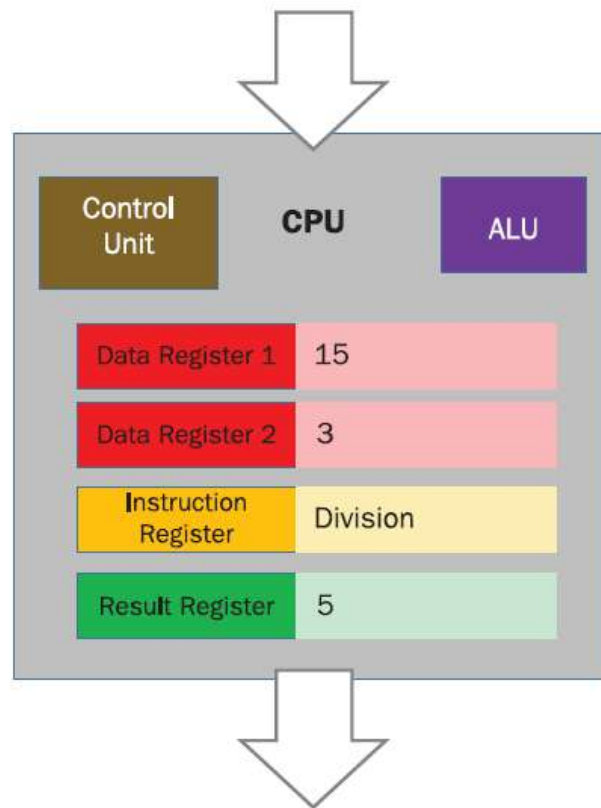 Control
Unit
CPU
ALU
Data Register 1
15
Data Register 2
3
Instruction
Register
Division
Result Register
5